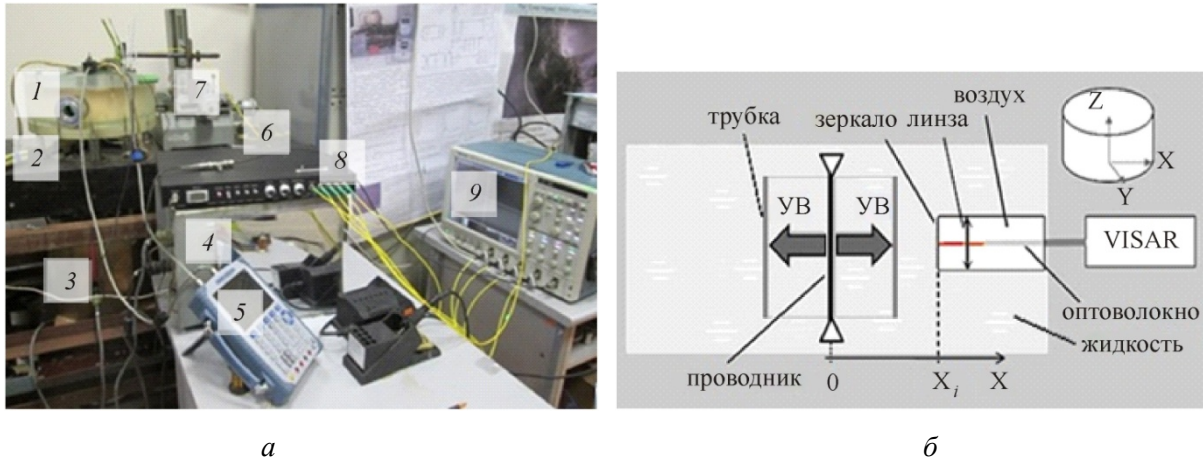 1
2
3
4
5
6
7
8
9
трубка
зеркало линза
воздух
Z
X
Y
УВ УВ
VISAR
оптоволокно
жидкость
проводник
0
X i
X
а
б